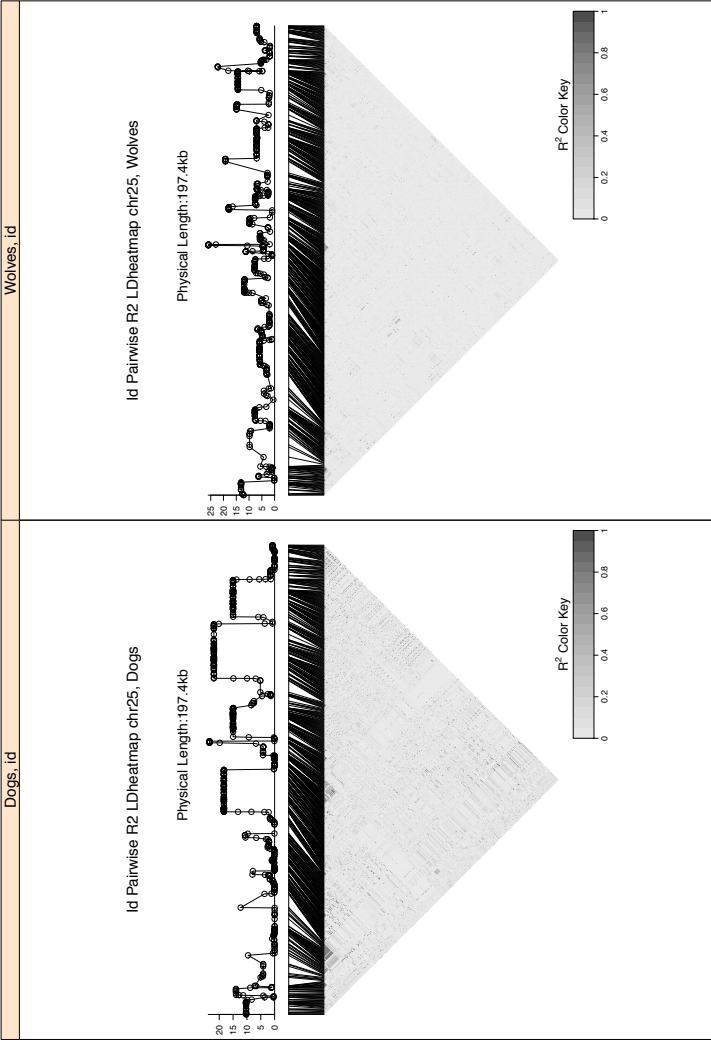 Dogs, id
Id Pairwise R2 LDheatmap chr25, Dogs
Physical Length:197.4kb
20
15
10
5
0
R² Color Key
0 0.2 0.4 0.6 0.8 1
Wolves, id
Id Pairwise R2 LDheatmap chr25, Wolves
Physical Length:197.4kb
25
20
15
10
5
0
R² Color Key
0 0.2 0.4 0.6 0.8 1